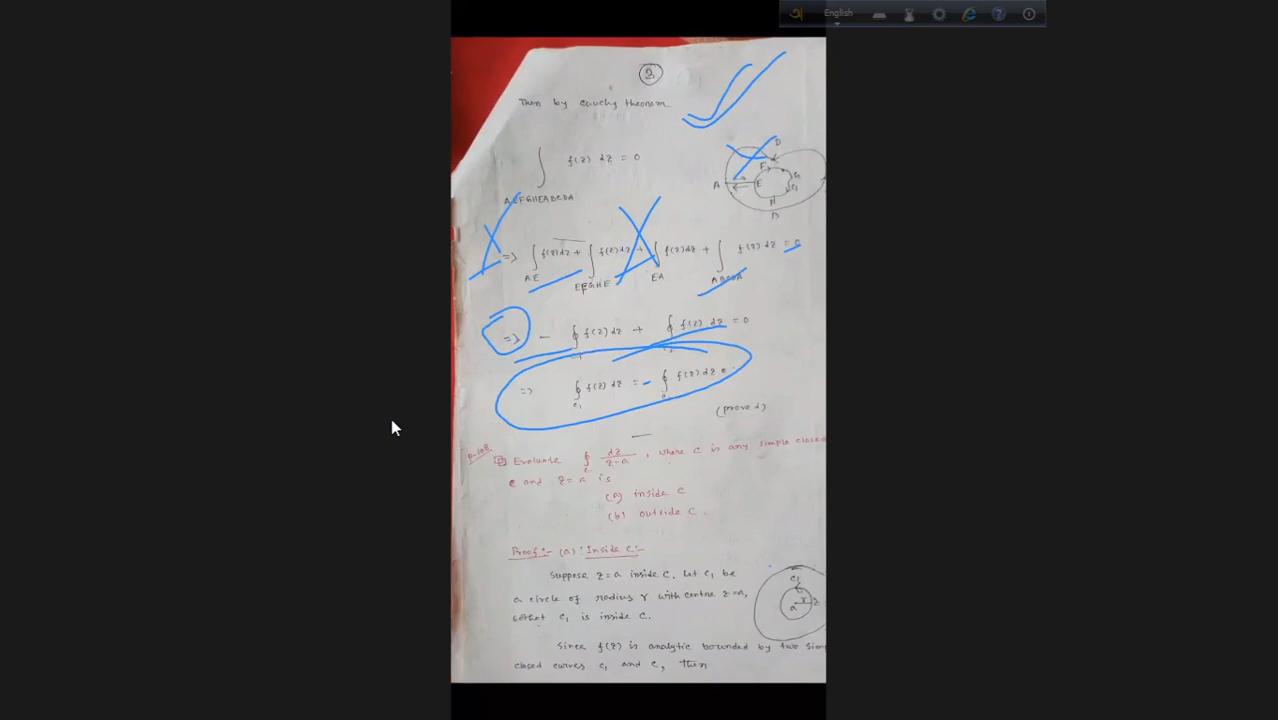 English
2
Then by cauchy theorem
∫ f(z) dz = 0
AEFGHEABCDA
=> ∫ f(z) dz + ∫ f(z) dz + ∫ f(z) dz + ∫ f(z) dz = 0
AE EFGHE EA ABCDA
=> - ∮ f(z) dz + ∮ f(z) dz = 0
=> ∮ f(z) dz = - ∮ f(z) dz
c₁
(proved)
Evaluate ∮ dz/(z-a), where c is any simple closed
c and z = a is
(a) inside c
(b) outside c.
Proof:- (a): Inside c:-
Suppose z = a inside c. Let c₁ be
a circle of radius r with centre z = a,
so that c₁ is inside c.
Since f(z) is analytic bounded by two
closed curves c₁ and c, then
A
D
F
E
H
B
c₁
r
a